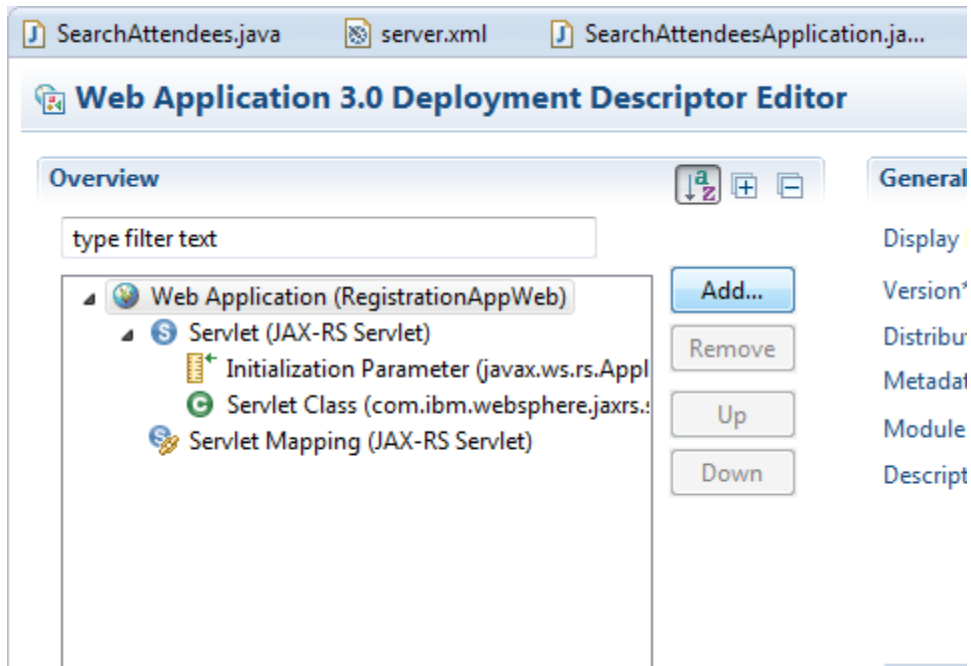 SearchAttendees.java server.xml SearchAttendeesApplication.ja...
Web Application 3.0 Deployment Descriptor Editor
Overview
type filter text
Web Application (RegistrationAppWeb)
Servlet (JAX-RS Servlet)
Initialization Parameter (javax.ws.rs.Appl
Servlet Class (com.ibm.websphere.jaxrs.s
Servlet Mapping (JAX-RS Servlet)
Add...
Remove
Up
Down
General
Display
Version*
Distribut
Metadat
Module
Descript